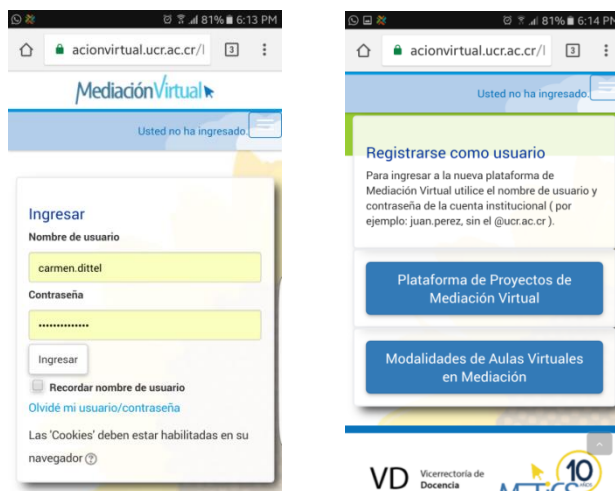 81% 6:13 PM
acionvirtual.ucr.ac.cr/l 3
MediaciónVirtual
Usted no ha ingresado.
Ingresar
Nombre de usuario
carmen.dittel
Contraseña
••••••••••••••
Ingresar
Recordar nombre de usuario
Olvidé mi usuario/contraseña
Las 'Cookies' deben estar habilitadas en su
navegador ?
81% 6:14 PM
acionvirtual.ucr.ac.cr/l 3
Usted no ha ingresado.
Registrarse como usuario
Para ingresar a la nueva plataforma de
Mediación Virtual utilice el nombre de usuario y
contraseña de la cuenta institucional ( por
ejemplo: juan.perez, sin el @ucr.ac.cr ).
Plataforma de Proyectos de
Mediación Virtual
Modalidades de Aulas Virtuales
en Mediación
VD Vicerrectoría de
Docencia
METICS 10
AÑOS